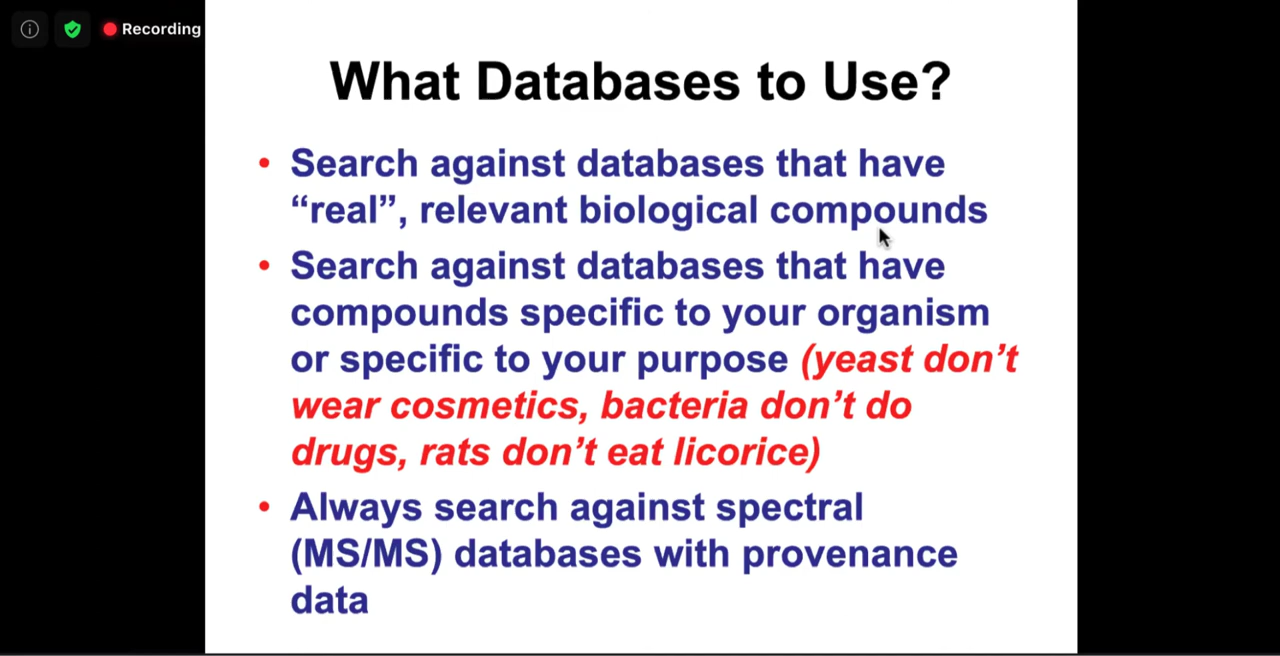 Recording
What Databases to Use?
• Search against databases that have
“real”, relevant biological compounds
• Search against databases that have
compounds specific to your organism
or specific to your purpose (yeast don’t
wear cosmetics, bacteria don’t do
drugs, rats don’t eat licorice)
• Always search against spectral
(MS/MS) databases with provenance
data